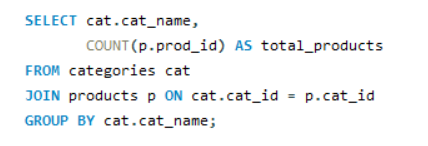 SELECT cat.cat_name,
       COUNT(p.prod_id) AS total_products
FROM categories cat
JOIN products p ON cat.cat_id = p.cat_id
GROUP BY cat.cat_name;